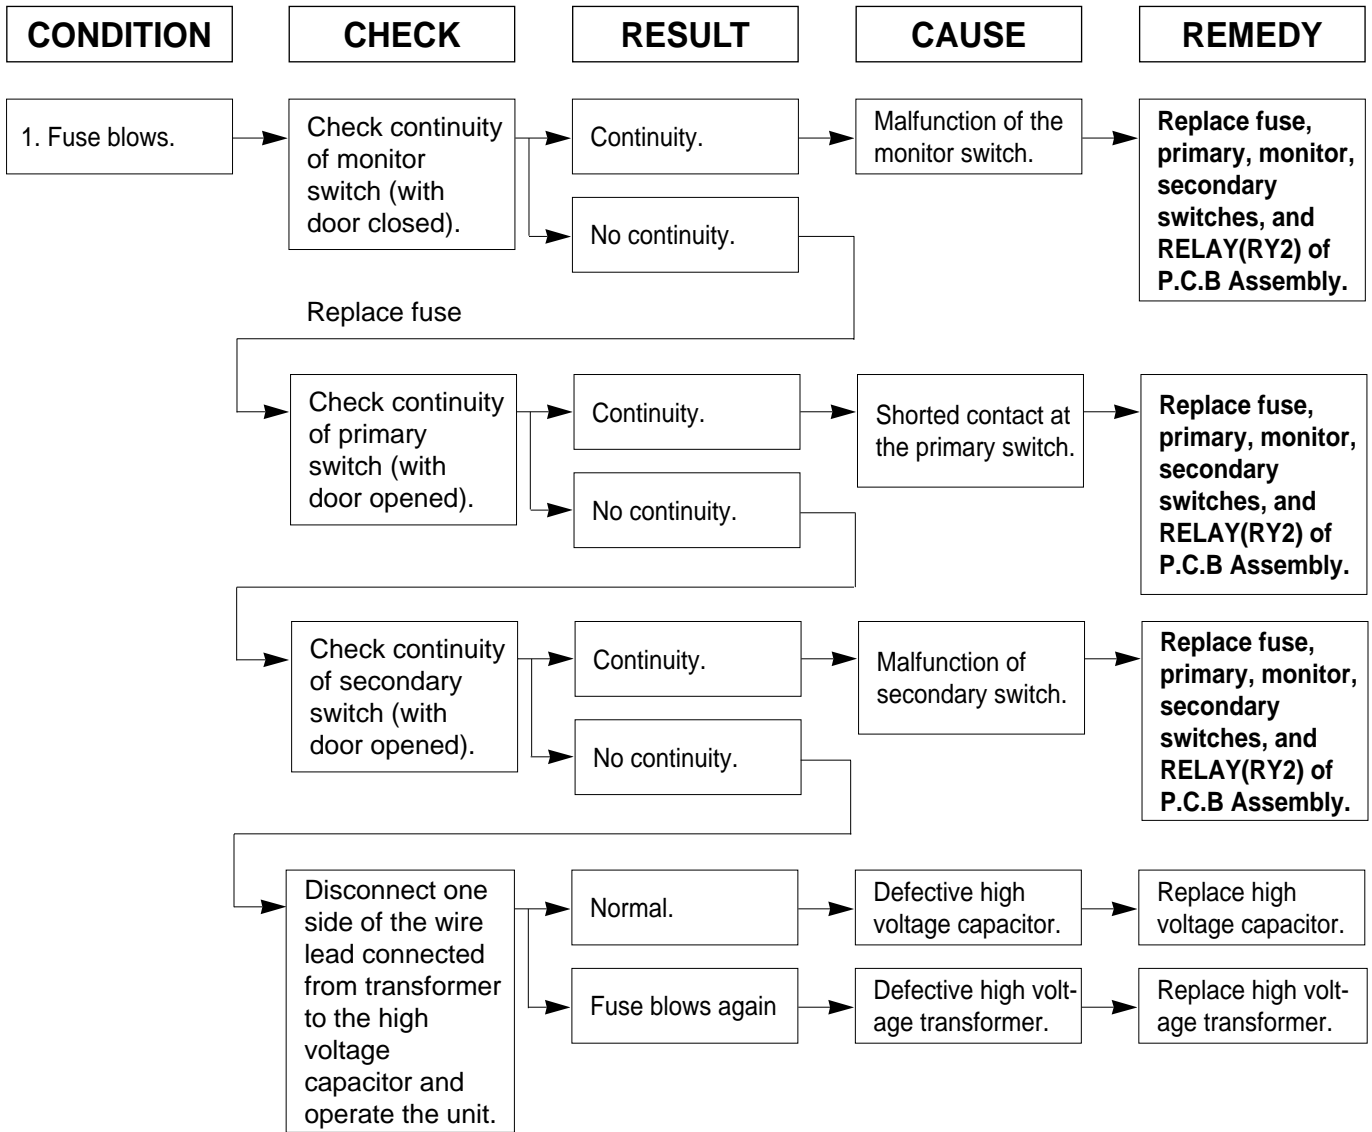 CONDITION
CHECK
RESULT
CAUSE
REMEDY
1. Fuse blows.
Check continuity
of monitor
switch (with
door closed).
Continuity.
Malfunction of the
monitor switch.
Replace fuse,
primary, monitor,
secondary
switches, and
RELAY(RY2) of
P.C.B Assembly.
No continuity.
Replace fuse
Check continuity
of primary
switch (with
door opened).
Continuity.
Shorted contact at
the primary switch.
Replace fuse,
primary, monitor,
secondary
switches, and
RELAY(RY2) of
P.C.B Assembly.
No continuity.
Check continuity
of secondary
switch (with
door opened).
Continuity.
Malfunction of
secondary switch.
Replace fuse,
primary, monitor,
secondary
switches, and
RELAY(RY2) of
P.C.B Assembly.
No continuity.
Disconnect one
side of the wire
lead connected
from transformer
to the high
voltage
capacitor and
operate the unit.
Normal.
Defective high
voltage capacitor.
Replace high
voltage capacitor.
Fuse blows again
Defective high volt-
age transformer.
Replace high volt-
age transformer.